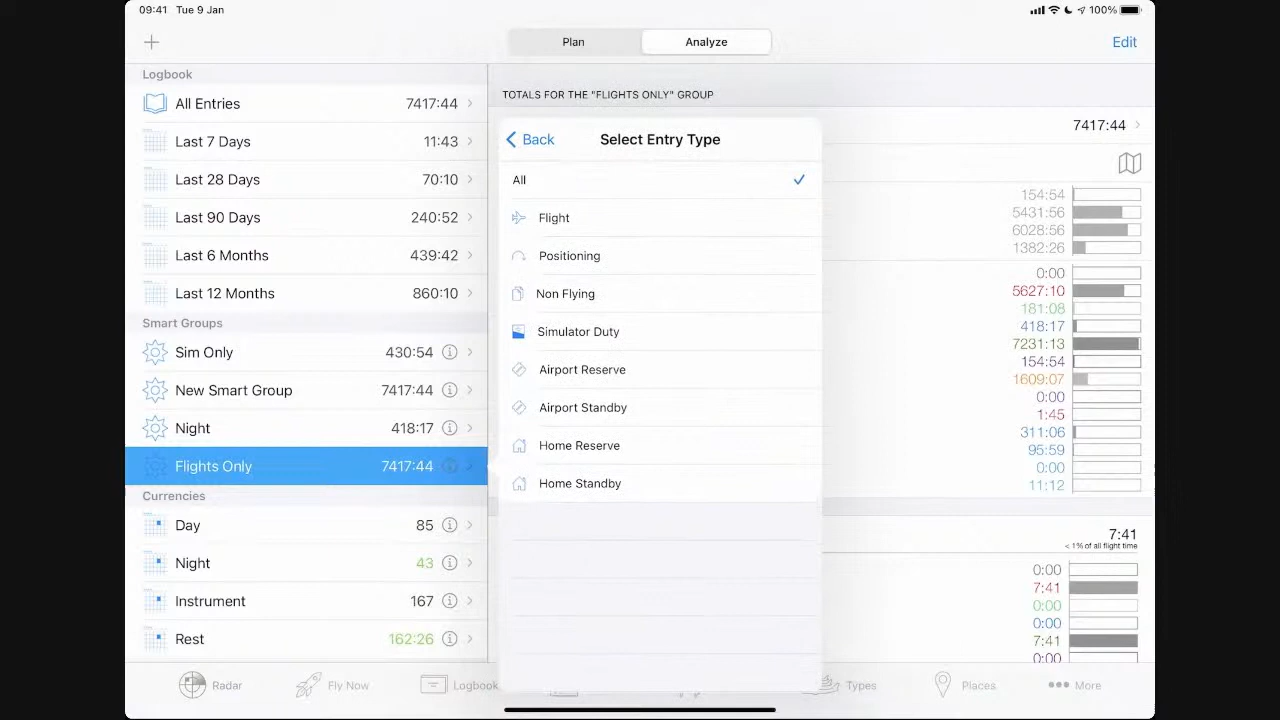 09:41 Tue 9 Jan
100%
Plan
Analyze
Edit
Logbook
All Entries 7417:44
Last 7 Days 11:43
Last 28 Days 70:10
Last 90 Days 240:52
Last 6 Months 439:42
Last 12 Months 860:10
Smart Groups
Sim Only 430:54
New Smart Group 7417:44
Night 418:17
Flights Only 7417:44
Currencies
Day 85
Night 43
Instrument 167
Rest 162:26
TOTALS FOR THE "FLIGHTS ONLY" GROUP
Back
Select Entry Type
All
Flight
Positioning
Non Flying
Simulator Duty
Airport Reserve
Airport Standby
Home Reserve
Home Standby
7417:44
154:54
5431:56
6028:56
1382:26
0:00
5627:10
181:08
418:17
7231:13
154:54
1609:07
0:00
1:45
311:06
95:59
0:00
11:12
7:41
< 1% of all flight time
0:00
7:41
0:00
0:00
7:41
0:00
Radar
Fly Now
Logbook
Types
Places
More